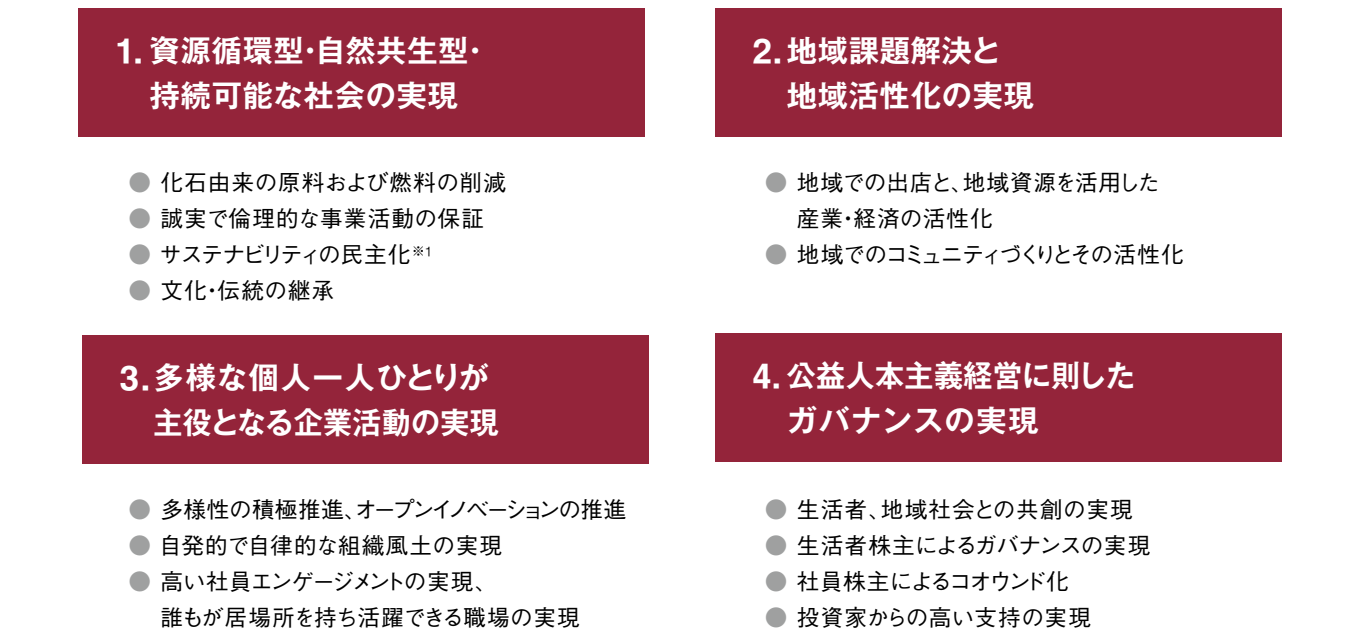 1. 資源循環型・自然共生型・
持続可能な社会の実現
● 化石由来の原料および燃料の削減
● 誠実で倫理的な事業活動の保証
● サステナビリティの民主化※1
● 文化・伝統の継承
2. 地域課題解決と
地域活性化の実現
● 地域での出店と、地域資源を活用した
産業・経済の活性化
● 地域でのコミュニティづくりとその活性化
3. 多様な個人一人ひとりが
主役となる企業活動の実現
● 多様性の積極推進、オープンイノベーションの推進
● 自発的で自律的な組織風土の実現
● 高い社員エンゲージメントの実現、
誰もが居場所を持ち活躍できる職場の実現
4. 公益人本主義経営に則した
ガバナンスの実現
● 生活者、地域社会との共創の実現
● 生活者株主によるガバナンスの実現
● 社員株主によるコオウンド化
● 投資家からの高い支持の実現